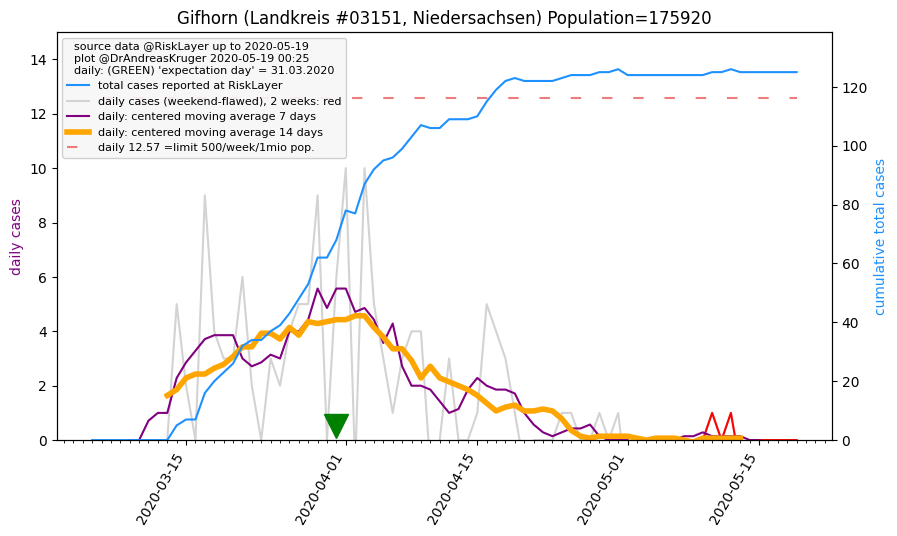 Gifhorn (Landkreis #03151, Niedersachsen) Population=175920
source data @RiskLayer up to 2020-05-19
plot @DrAndreasKruger 2020-05-19 00:25
daily: (GREEN) 'expectation day' = 31.03.2020
total cases reported at RiskLayer
daily cases (weekend-flawed), 2 weeks: red
daily: centered moving average 7 days
daily: centered moving average 14 days
daily 12.57 =limit 500/week/1mio pop.
daily cases
14
12
10
8
6
4
2
0
cumulative total cases
120
100
80
60
40
20
0
2020-03-15
2020-04-01
2020-04-15
2020-05-01
2020-05-15